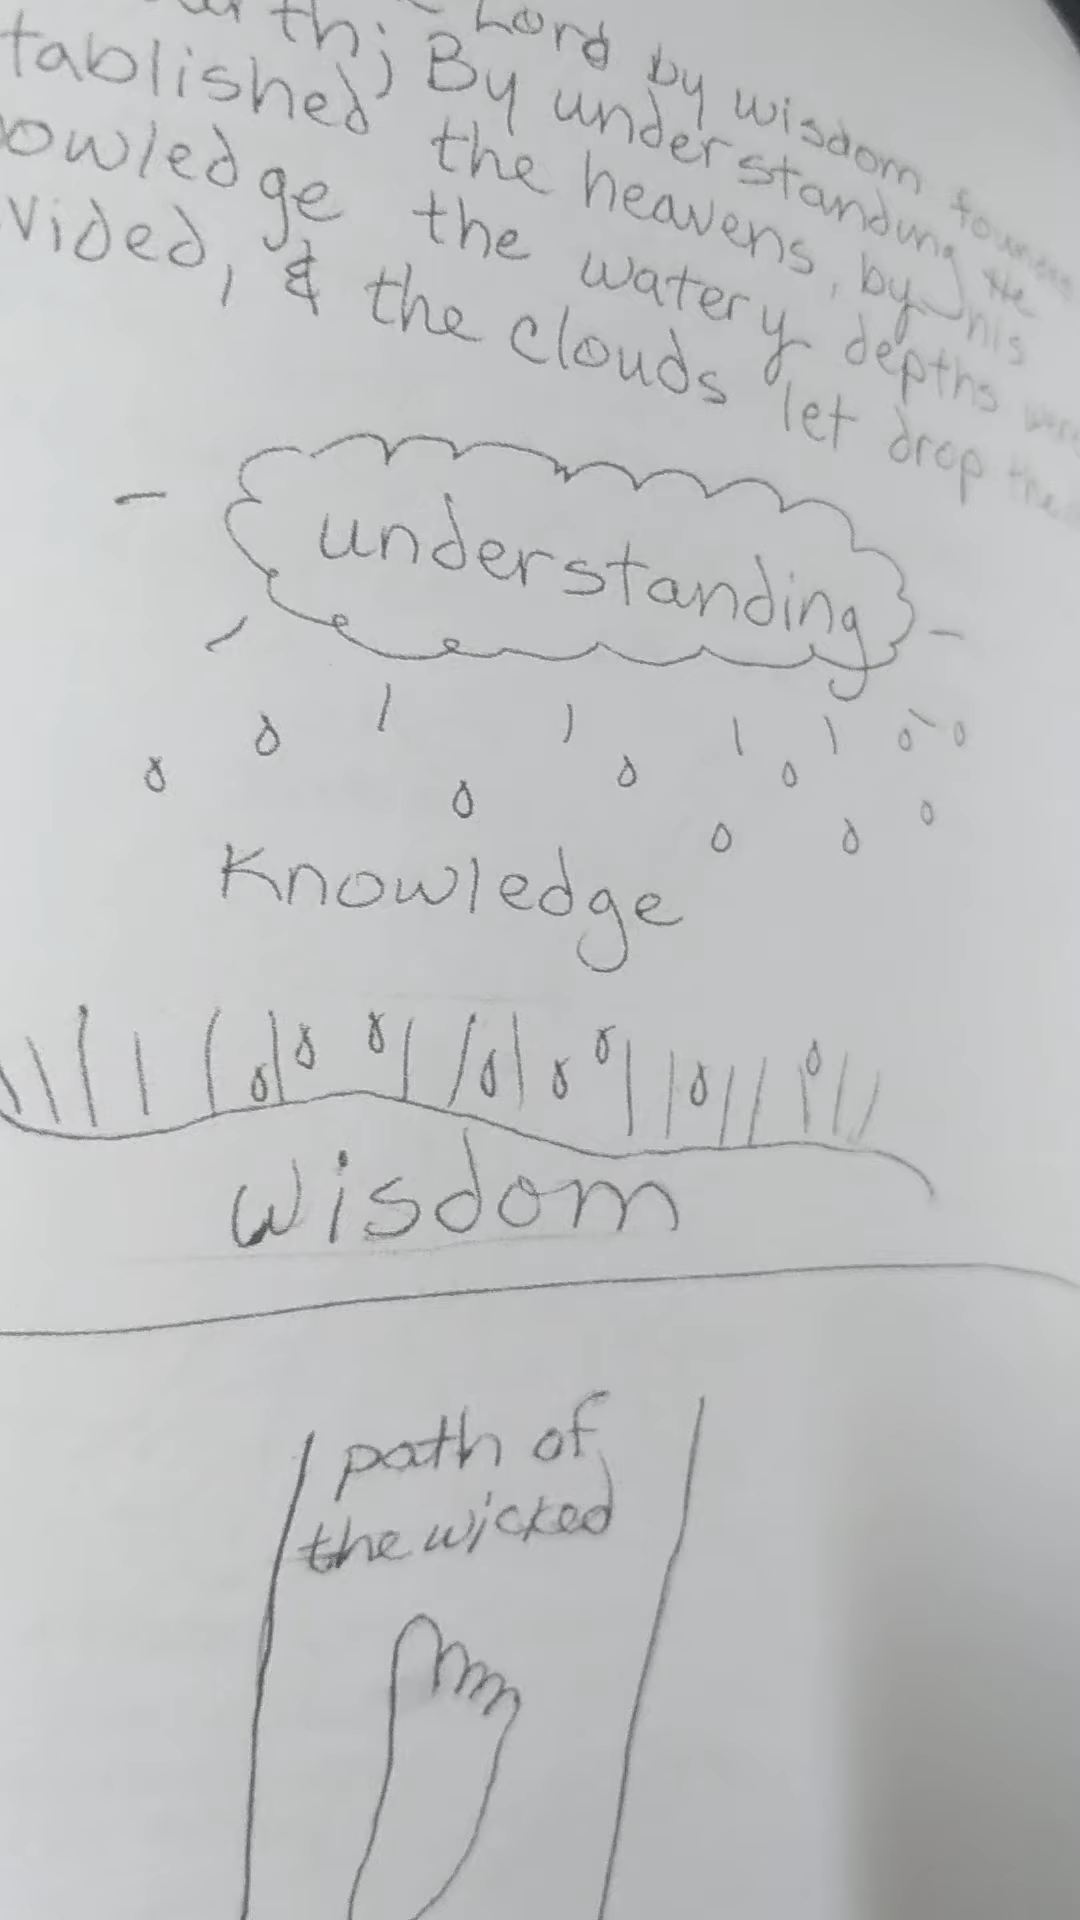 Lord by wisdom
th; By understanding the
tablished the heavens, by his
owledge the watery depths
vided, & the clouds let drop
understanding
Knowledge
wisdom
path of
the wicked